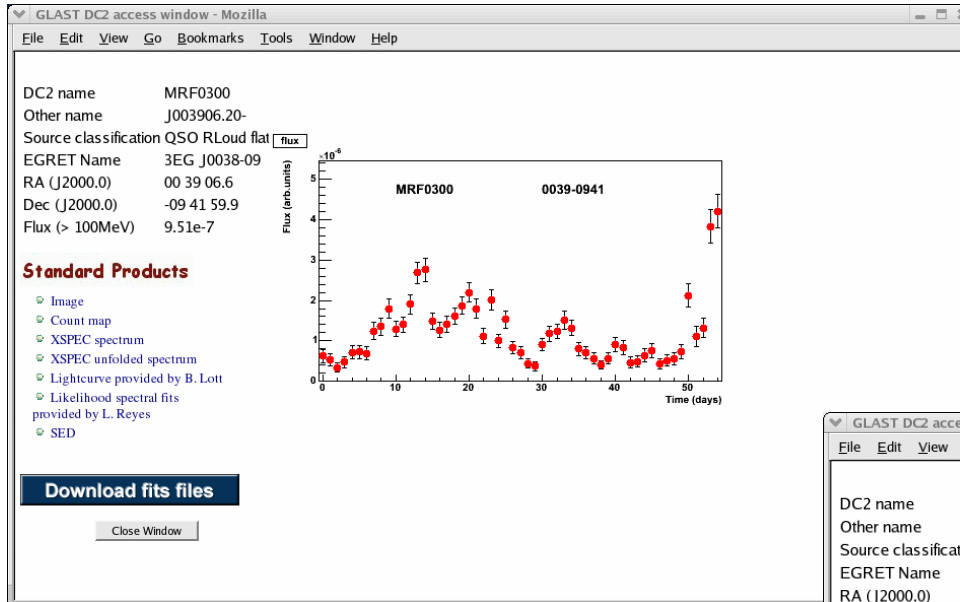 GLAST DC2 access window - Mozilla
File Edit View Go Bookmarks Tools Window Help
DC2 name MRF0300
Other name J003906.20-
Source classification QSO RLoud flat
EGRET Name 3EG J0038-09
RA (J2000.0) 00 39 06.6
Dec (J2000.0) -09 41 59.9
Flux (> 100MeV) 9.51e-7
Standard Products
Image
Count map
XSPEC spectrum
XSPEC unfolded spectrum
Lightcurve provided by B. Lott
Likelihood spectral fits
provided by L. Reyes
SED
Download fits files
Close Window
flux
×10-6
Flux (arb.units)
MRF0300 0039-0941
5
4
3
2
1
0
0 10 20 30 40 50
Time (days)
GLAST DC2 acce
File Edit View
DC2 name
Other name
Source classificat
EGRET Name
RA (J2000.0)